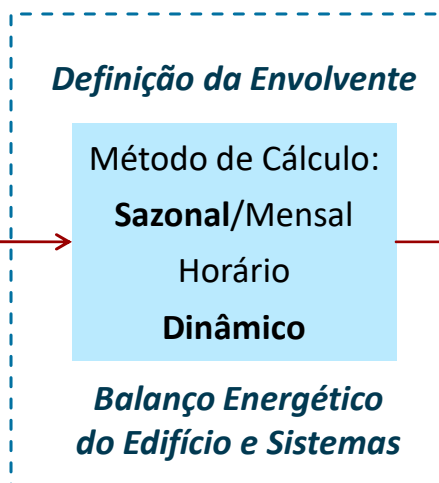 Definição da Envolvente
Método de Cálculo:
Sazonal/Mensal
Horário
Dinâmico
Balanço Energético
do Edifício e Sistemas